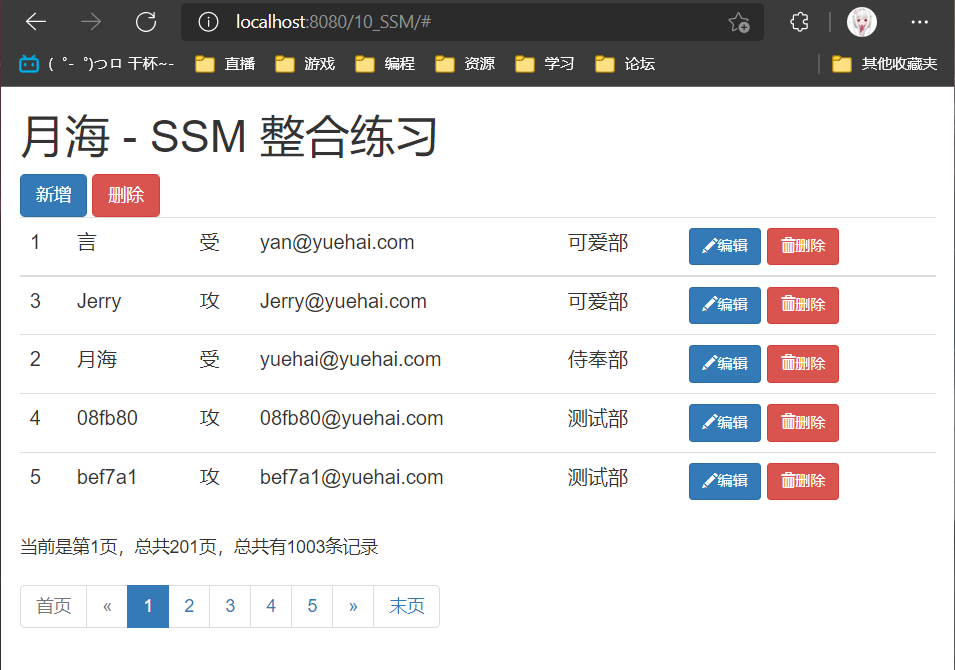 localhost:8080/10_SSM/#
( ゜- ゜)つロ 干杯~- 直播 游戏 编程 资源 学习 论坛 其他收藏夹
月海 - SSM 整合练习
新增 删除
1 言 受 yan@yuehai.com 可爱部 编辑 删除
3 Jerry 攻 Jerry@yuehai.com 可爱部 编辑 删除
2 月海 受 yuehai@yuehai.com 侍奉部 编辑 删除
4 08fb80 攻 08fb80@yuehai.com 测试部 编辑 删除
5 bef7a1 攻 bef7a1@yuehai.com 测试部 编辑 删除
当前是第1页，总共201页，总共有1003条记录
首页 « 1 2 3 4 5 » 末页